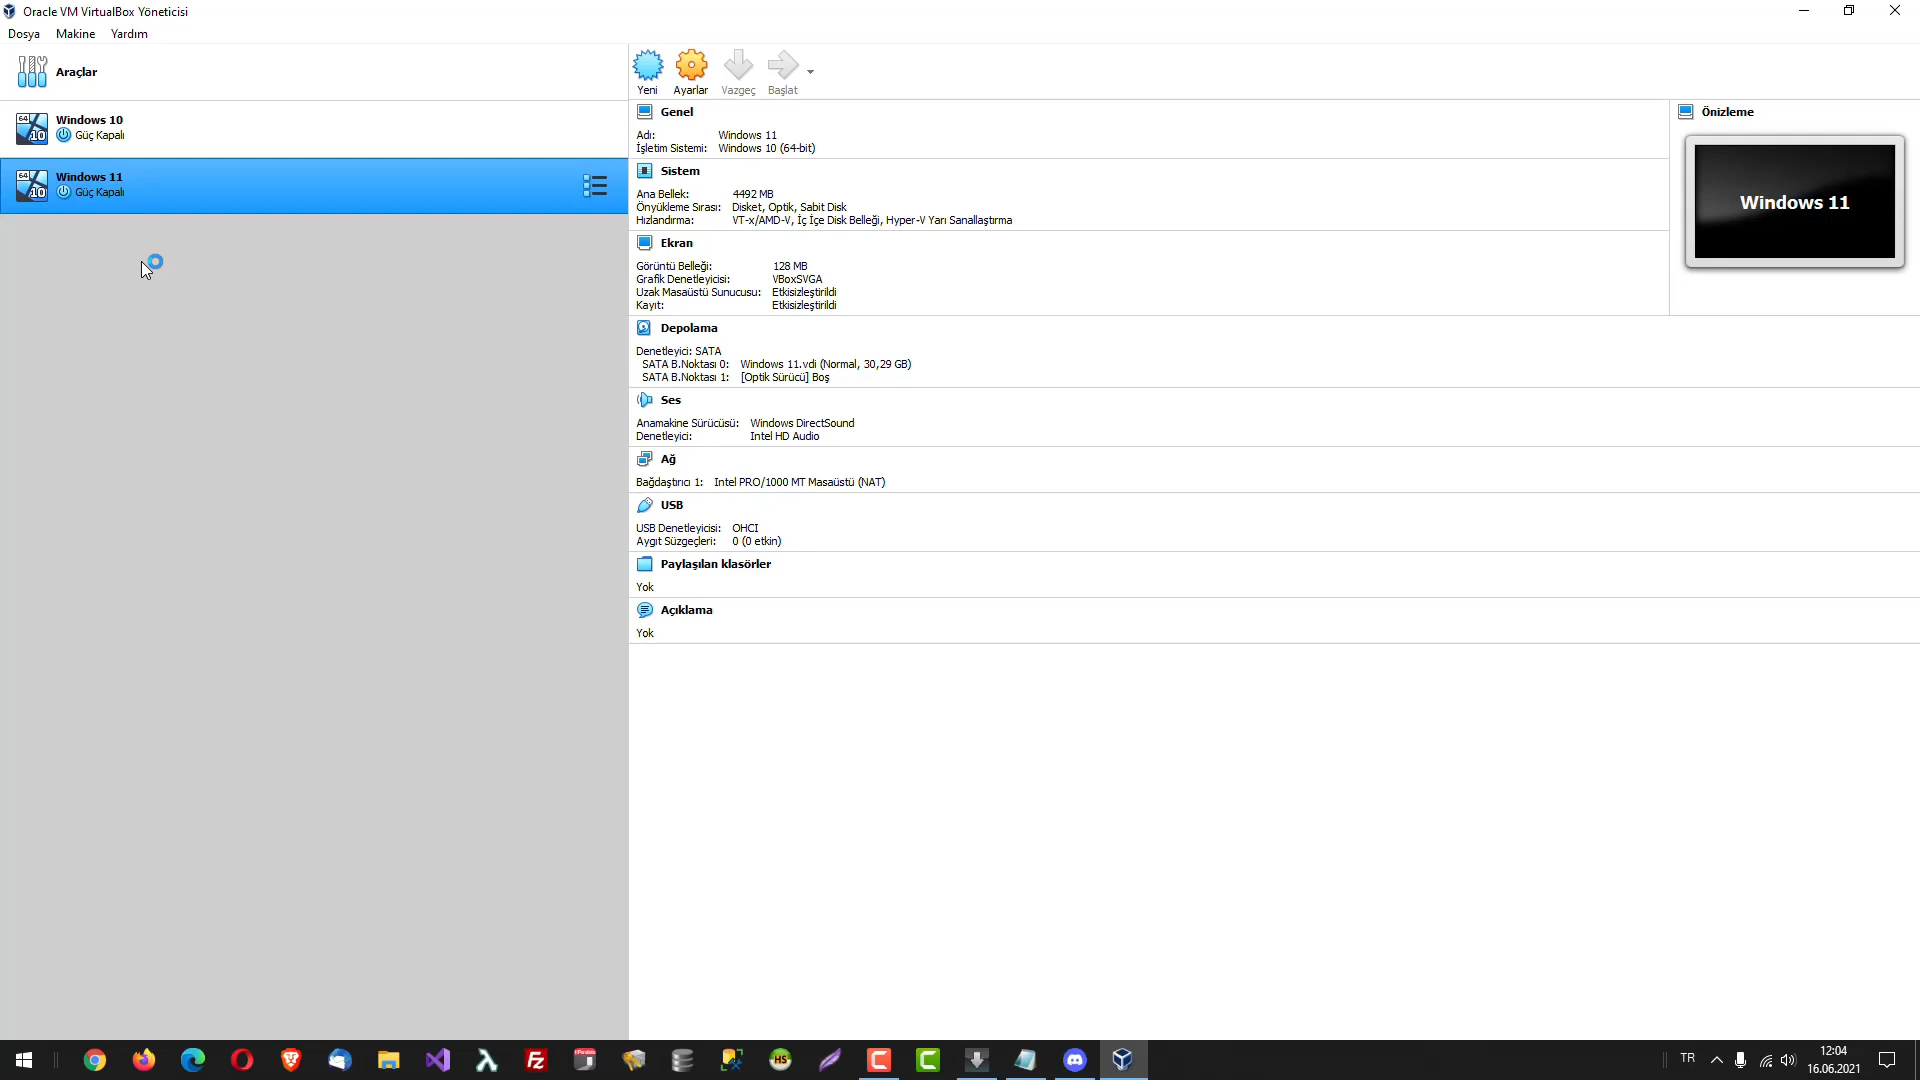 Oracle VM VirtualBox Yöneticisi
Dosya Makine Yardım
Araçlar
Windows 10
Güç Kapalı
Windows 11
Güç Kapalı
Yeni Ayarlar Vazgeç Başlat
Genel
Adı: Windows 11
İşletim Sistemi: Windows 10 (64-bit)
Sistem
Ana Bellek: 4492 MB
Önyükleme Sırası: Disket, Optik, Sabit Disk
Hızlandırma: VT-x/AMD-V, İç İçe Disk Belleği, Hyper-V Yarı Sanallaştırma
Ekran
Görüntü Belleği: 128 MB
Grafik Denetleyicisi: VBoxSVGA
Uzak Masaüstü Sunucusu: Etkisizleştirildi
Kayıt: Etkisizleştirildi
Depolama
Denetleyici: SATA
SATA B.Noktası 0: Windows 11.vdi (Normal, 30,29 GB)
SATA B.Noktası 1: [Optik Sürücü] Boş
Ses
Anamakine Sürücüsü: Windows DirectSound
Denetleyici: Intel HD Audio
Ağ
Bağdaştırıcı 1: Intel PRO/1000 MT Masaüstü (NAT)
USB
USB Denetleyicisi: OHCI
Aygıt Süzgeçleri: 0 (0 etkin)
Paylaşılan klasörler
Yok
Açıklama
Yok
Önizleme
Windows 11
TR
12:04
16.06.2021